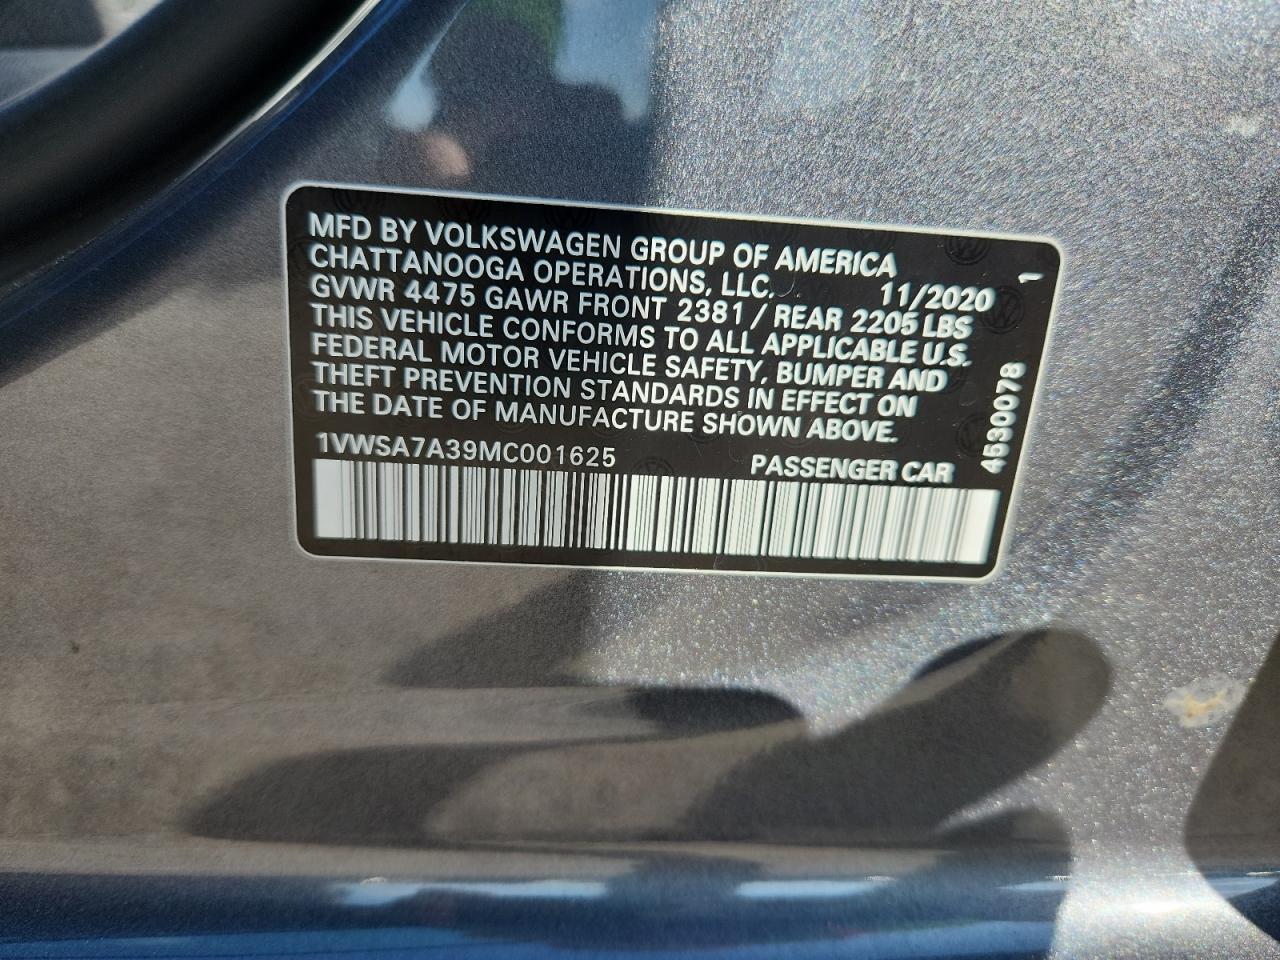 MFD BY VOLKSWAGEN GROUP OF AMERICA
CHATTANOOGA OPERATIONS, LLC. 11/2020 1
GVWR 4475 GAWR FRONT 2381 / REAR 2205 LBS
THIS VEHICLE CONFORMS TO ALL APPLICABLE U.S.
FEDERAL MOTOR VEHICLE SAFETY, BUMPER AND
THEFT PREVENTION STANDARDS IN EFFECT ON
THE DATE OF MANUFACTURE SHOWN ABOVE.
1VWSA7A39MC001625 PASSENGER CAR
4530078